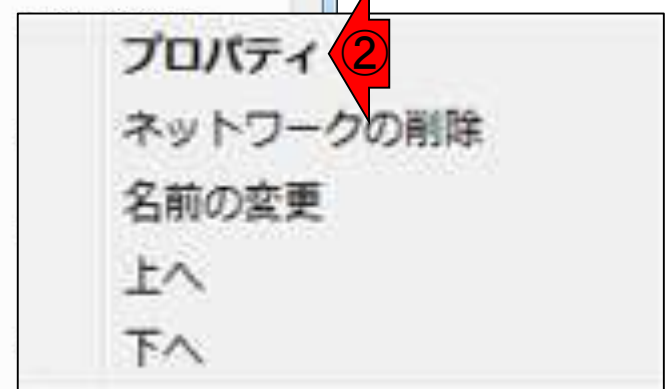 プロパティ ②
ネットワークの削除
名前の変更
上へ
下へ